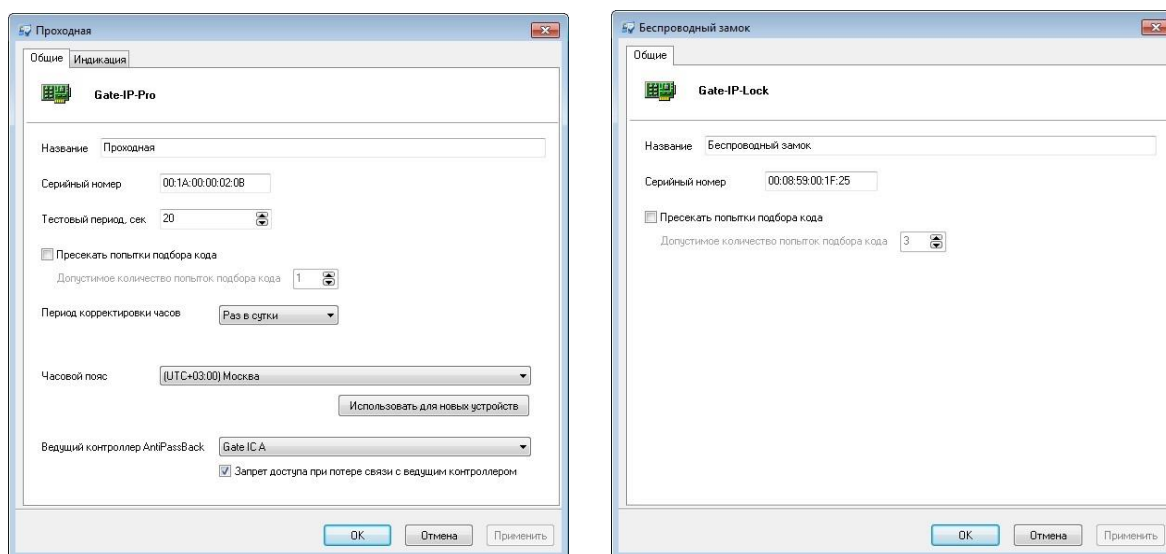 Проходная
Общие
Индикация
Gate-IP-Pro
Название
Проходная
Серийный номер
00:1A:00:00:02:0B
Тестовый период, сек
20
Пресекать попытки подбора кода
Допустимое количество попыток подбора кода
1
Период корректировки часов
Раз в сутки
Часовой пояс
(UTC+03:00) Москва
Использовать для новых устройств
Ведущий контроллер AntiPassBack
Gate IC A
Запрет доступа при потере связи с ведущим контроллером
OK
Отмена
Применить
Беспроводный замок
Общие
Gate-IP-Lock
Название
Беспроводный замок
Серийный номер
00:08:59:00:1F:25
Пресекать попытки подбора кода
Допустимое количество попыток подбора кода
3
OK
Отмена
Применить